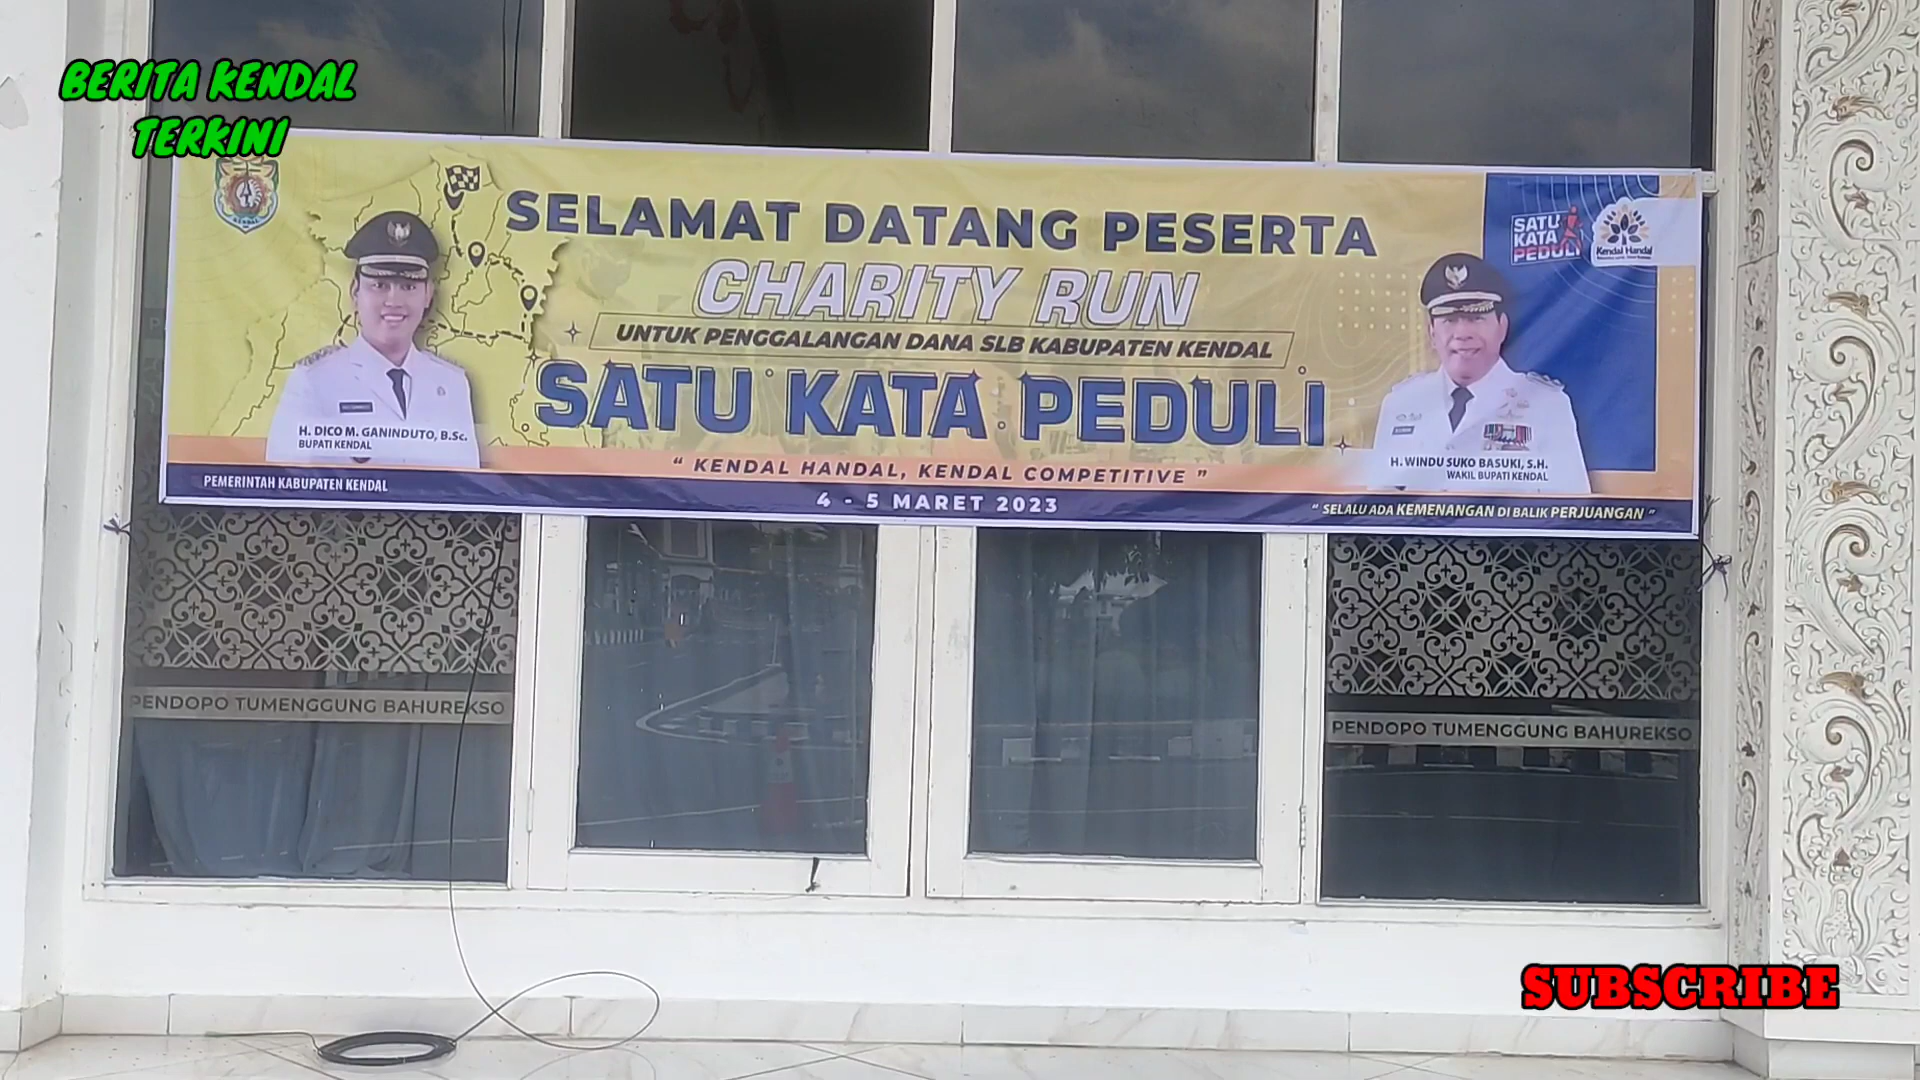 BERITA KENDAL
TERKINI
KENDAL
SELAMAT DATANG PESERTA
CHARITY RUN
UNTUK PENGGALANGAN DANA SLB KABUPATEN KENDAL
SATU KATA PEDULI
SATU
KATA
PEDULI
Kendal Handal
H. DICO M. GANINDUTO, B.Sc.
BUPATI KENDAL
H. WINDU SUKO BASUKI, S.H.
WAKIL BUPATI KENDAL
" KENDAL HANDAL, KENDAL COMPETITIVE "
PEMERINTAH KABUPATEN KENDAL
4 - 5 MARET 2023
" SELALU ADA KEMENANGAN DI BALIK PERJUANGAN "
PENDOPO TUMENGGUNG BAHUREKSO
PENDOPO TUMENGGUNG BAHUREKSO
SUBSCRIBE